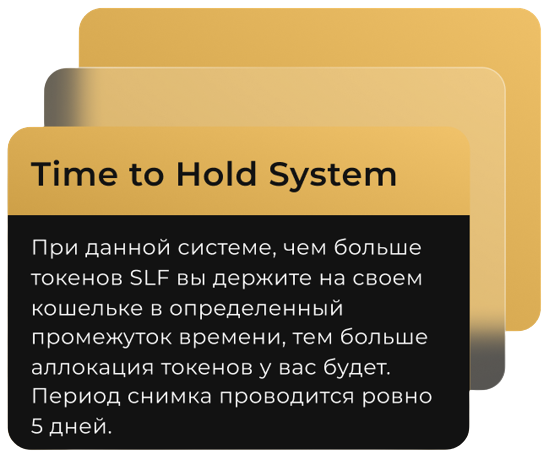 Time to Hold System
При данной системе, чем больше
токенов SLF вы держите на своем
кошельке в определенный
промежуток времени, тем больше
аллокация токенов у вас будет.
Период снимка проводится ровно
5 дней.